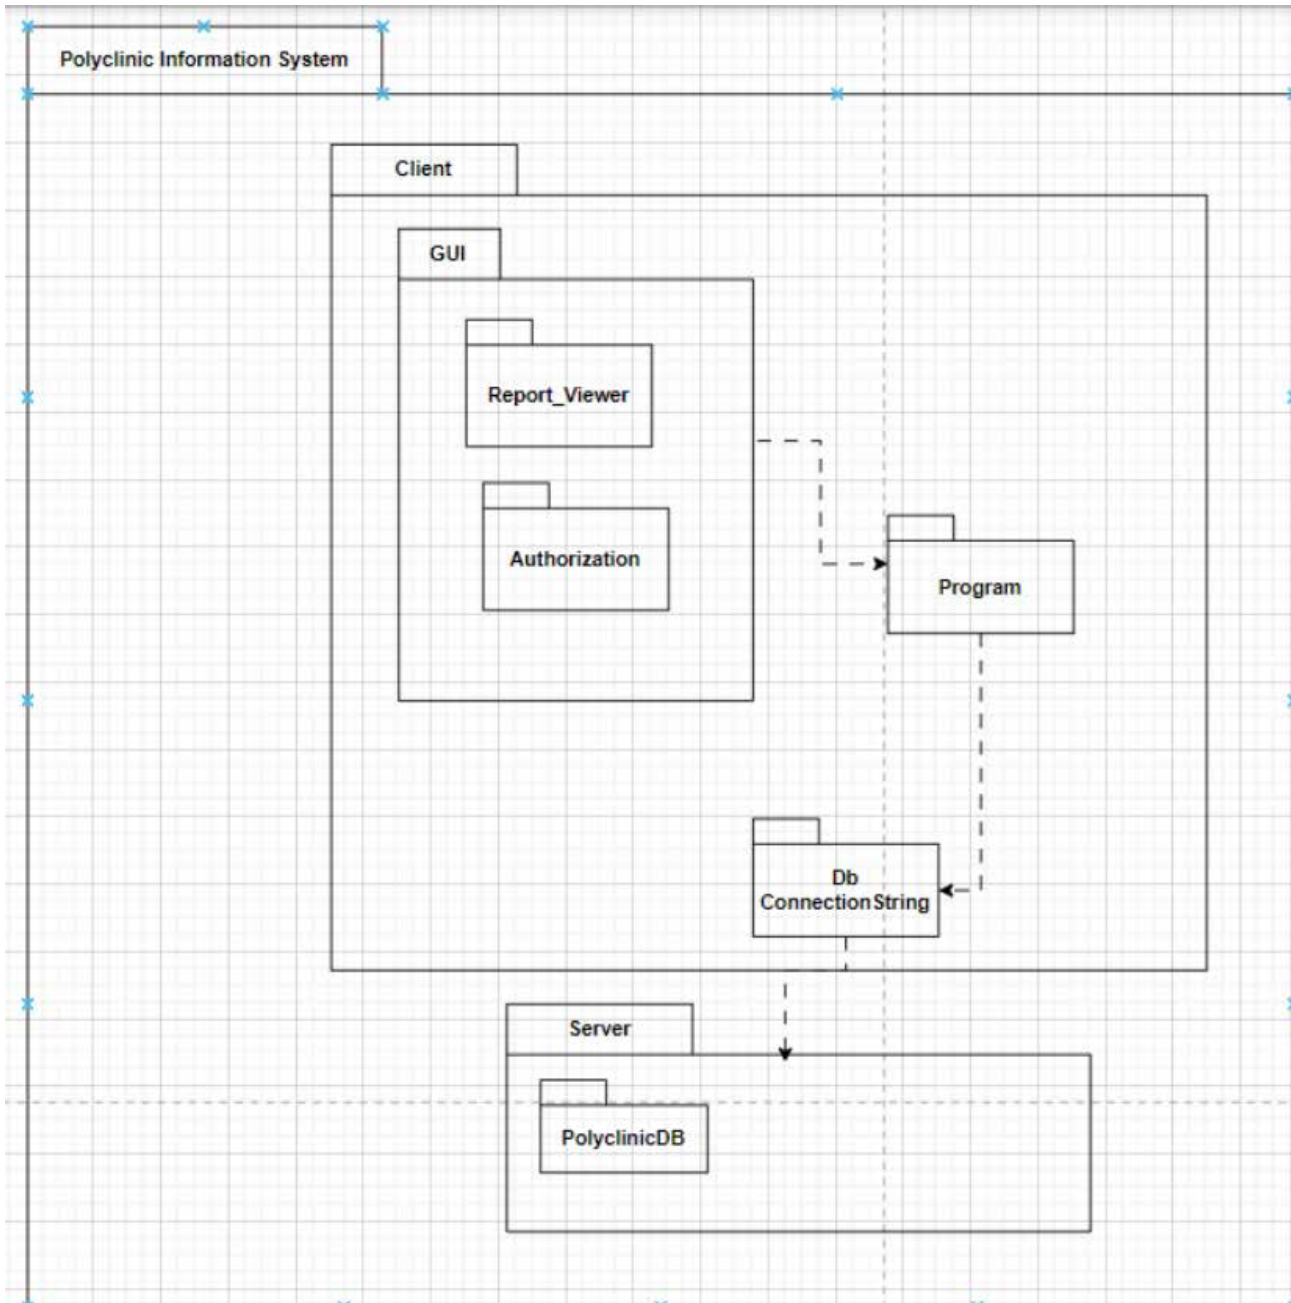 Polyclinic Information System
Client
GUI
Report_Viewer
Authorization
Program
Db
ConnectionString
Server
PolyclinicDB